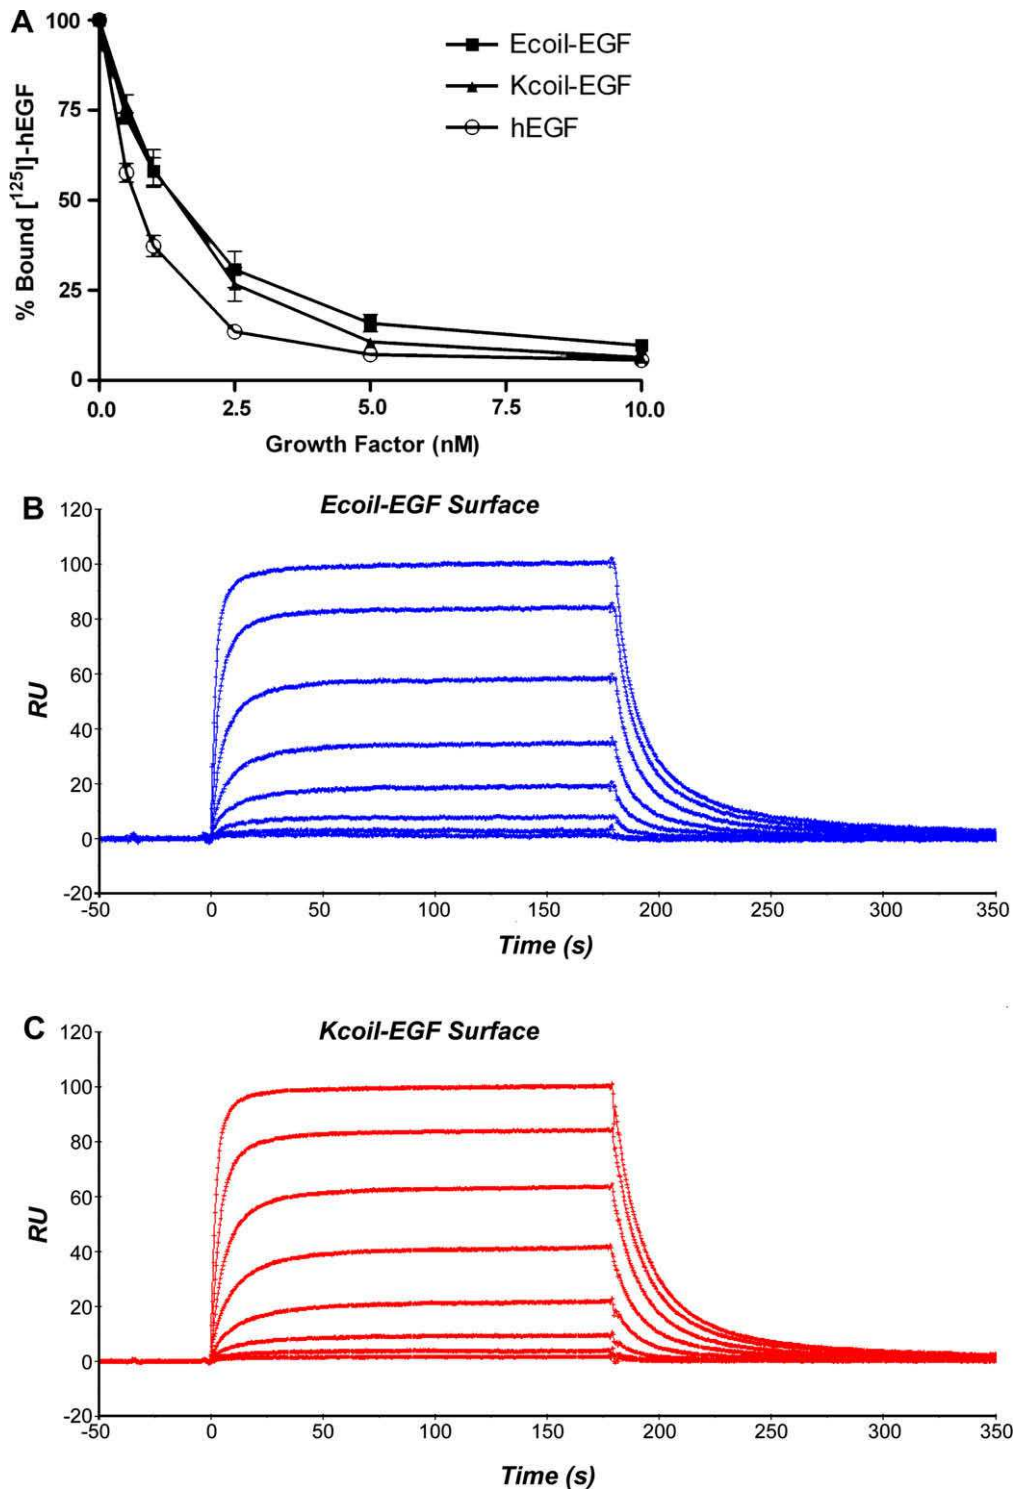 A
100
75
50
25
0
% Bound [¹²⁵I]-hEGF
Ecoil-EGF
Kcoil-EGF
hEGF
0.0 2.5 5.0 7.5 10.0
Growth Factor (nM)
B
Ecoil-EGF Surface
120
100
80
60
40
20
0
-20
RU
-50 0 50 100 150 200 250 300 350
Time (s)
C
Kcoil-EGF Surface
120
100
80
60
40
20
0
-20
RU
-50 0 50 100 150 200 250 300 350
Time (s)